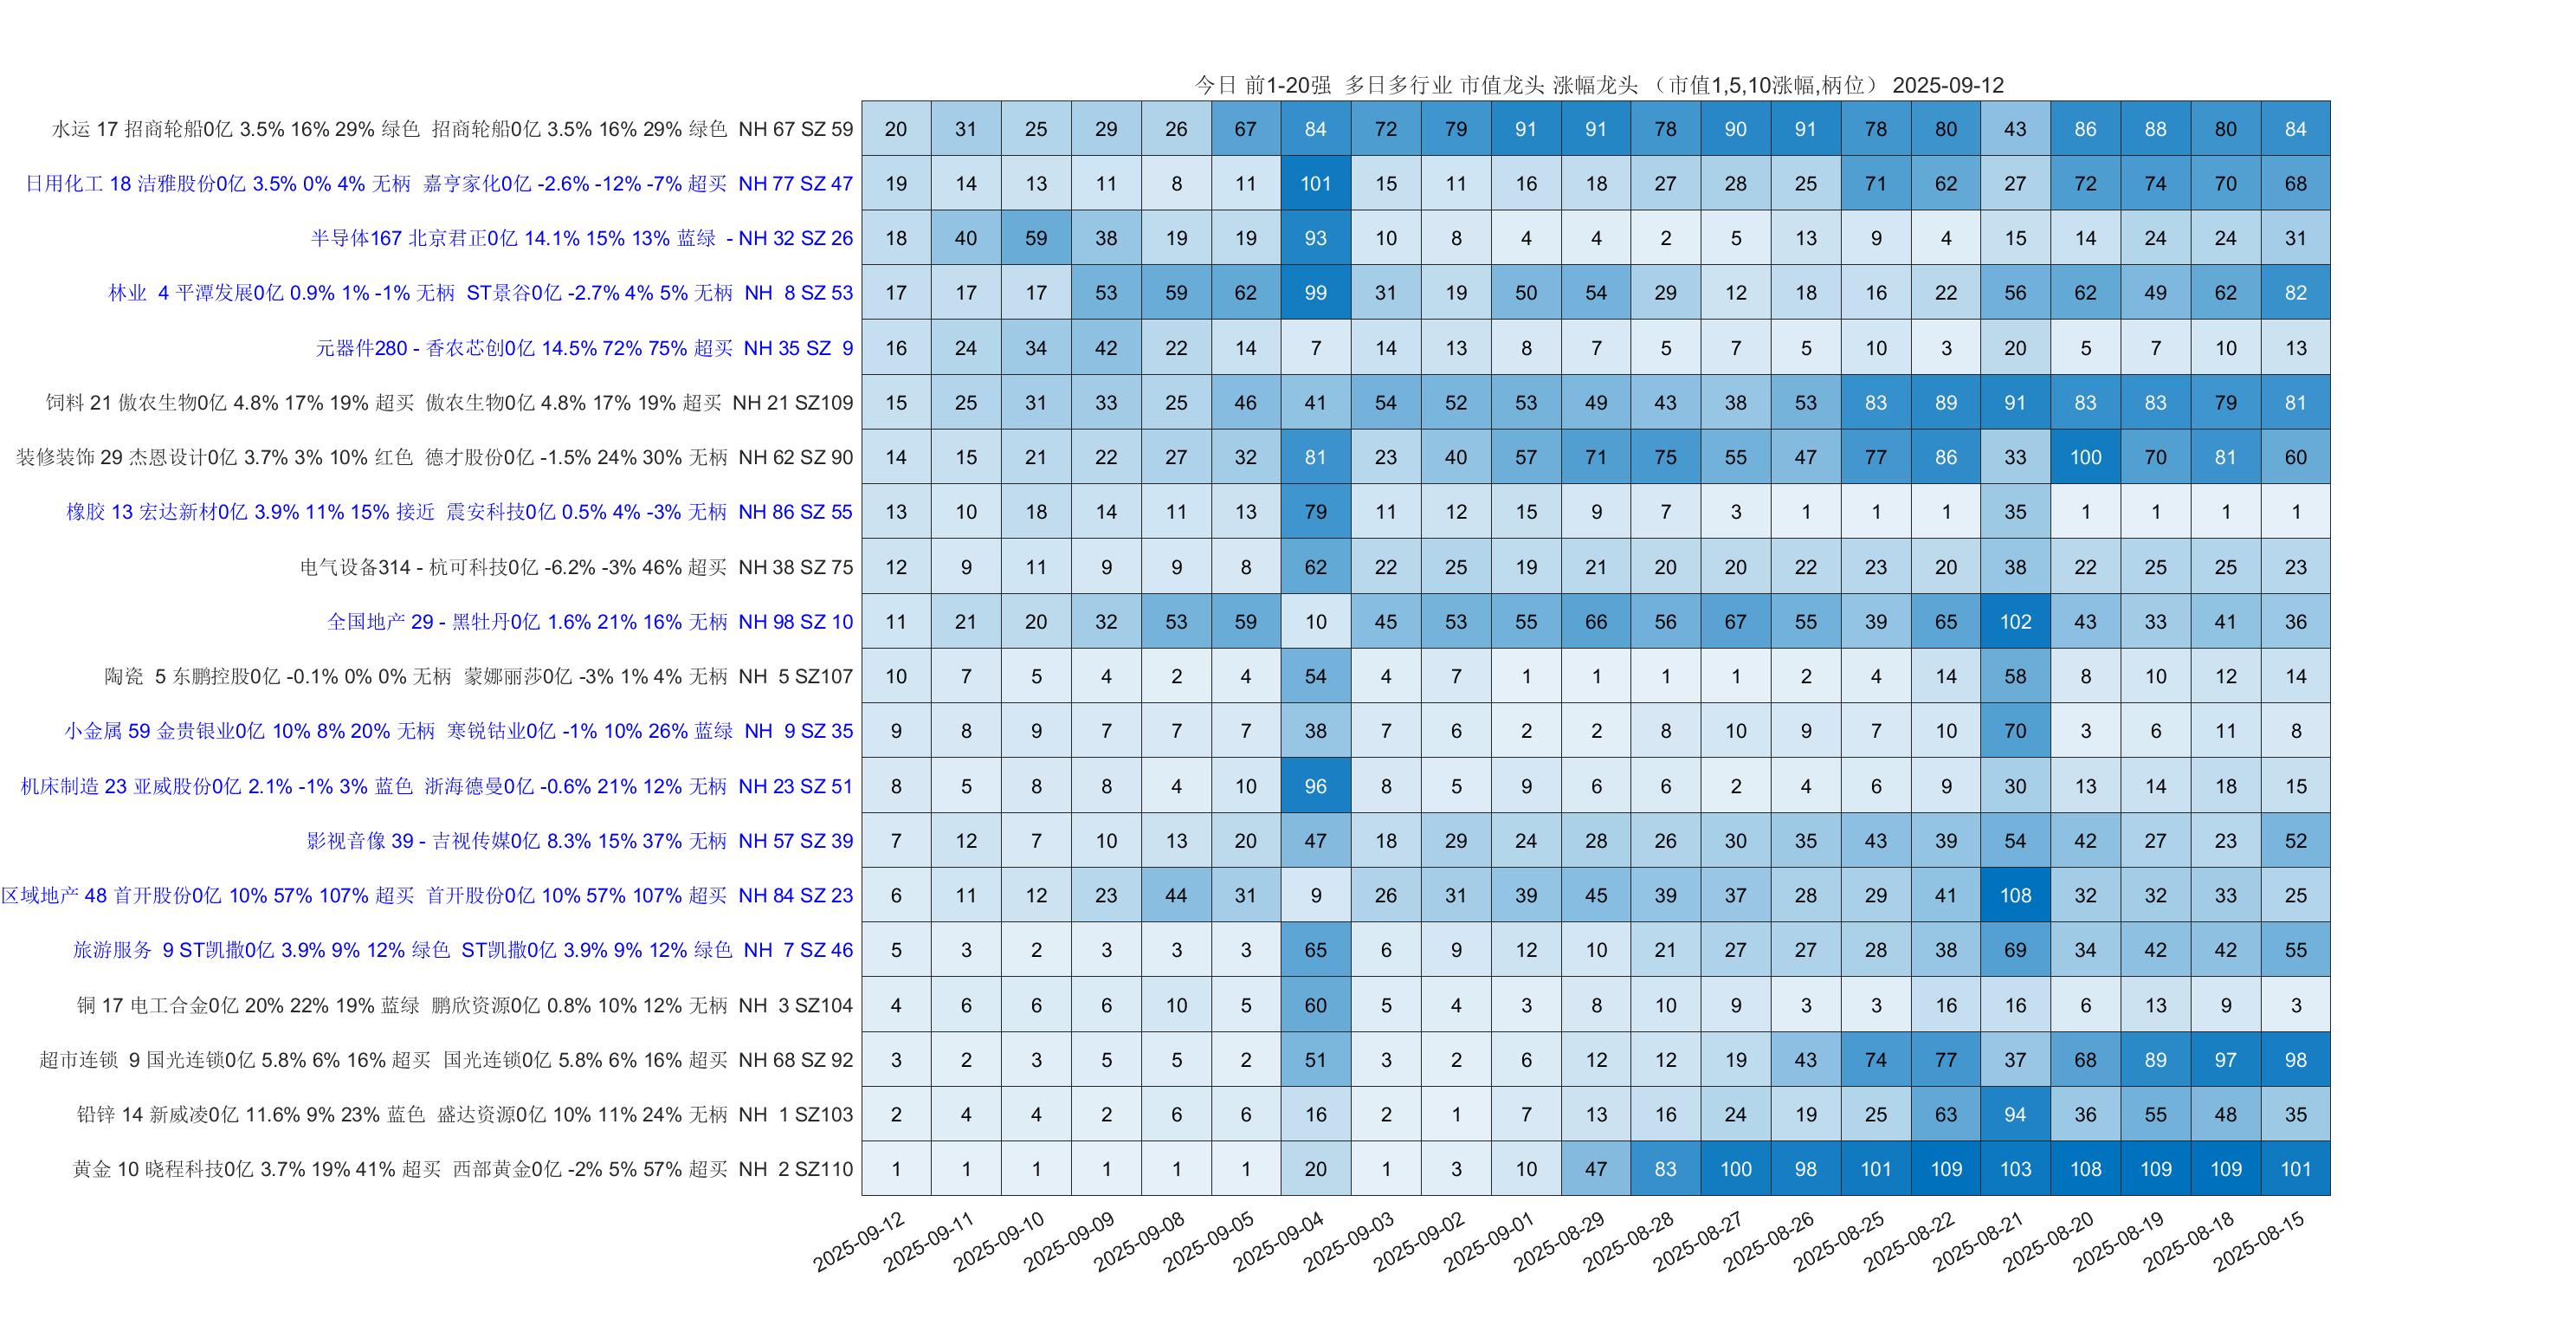 今日 前1-20强  多日多行业 市值龙头 涨幅龙头 （市值1,5,10涨幅,柄位） 2025-09-12
水运 17 招商轮船0亿 3.5% 16% 29% 绿色  招商轮船0亿 3.5% 16% 29% 绿色  NH 67 SZ 59 20 31 25 29 26 67 84 72 79 91 91 78 90 91 78 80 43 86 88 80 84
日用化工 18 洁雅股份0亿 3.5% 0% 4% 无柄  嘉亨家化0亿 -2.6% -12% -7% 超买  NH 77 SZ 47 19 14 13 11 8 11 101 15 11 16 18 27 28 25 71 62 27 72 74 70 68
半导体167 北京君正0亿 14.1% 15% 13% 蓝绿  - NH 32 SZ 26 18 40 59 38 19 19 93 10 8 4 4 2 5 13 9 4 15 14 24 24 31
林业  4 平潭发展0亿 0.9% 1% -1% 无柄  ST景谷0亿 -2.7% 4% 5% 无柄  NH  8 SZ 53 17 17 17 53 59 62 99 31 19 50 54 29 12 18 16 22 56 62 49 62 82
元器件280 - 香农芯创0亿 14.5% 72% 75% 超买  NH 35 SZ  9 16 24 34 42 22 14 7 14 13 8 7 5 7 5 10 3 20 5 7 10 13
饲料 21 傲农生物0亿 4.8% 17% 19% 超买  傲农生物0亿 4.8% 17% 19% 超买  NH 21 SZ109 15 25 31 33 25 46 41 54 52 53 49 43 38 53 83 89 91 83 83 79 81
装修装饰 29 杰恩设计0亿 3.7% 3% 10% 红色  德才股份0亿 -1.5% 24% 30% 无柄  NH 62 SZ 90 14 15 21 22 27 32 81 23 40 57 71 75 55 47 77 86 33 100 70 81 60
橡胶 13 宏达新材0亿 3.9% 11% 15% 接近  震安科技0亿 0.5% 4% -3% 无柄  NH 86 SZ 55 13 10 18 14 11 13 79 11 12 15 9 7 3 1 1 1 35 1 1 1 1
电气设备314 - 杭可科技0亿 -6.2% -3% 46% 超买  NH 38 SZ 75 12 9 11 9 9 8 62 22 25 19 21 20 20 22 23 20 38 22 25 25 23
全国地产 29 - 黑牡丹0亿 1.6% 21% 16% 无柄  NH 98 SZ 10 11 21 20 32 53 59 10 45 53 55 66 56 67 55 39 65 102 43 33 41 36
陶瓷  5 东鹏控股0亿 -0.1% 0% 0% 无柄  蒙娜丽莎0亿 -3% 1% 4% 无柄  NH  5 SZ107 10 7 5 4 2 4 54 4 7 1 1 1 1 2 4 14 58 8 10 12 14
小金属 59 金贵银业0亿 10% 8% 20% 无柄  寒锐钴业0亿 -1% 10% 26% 蓝绿  NH  9 SZ 35 9 8 9 7 7 7 38 7 6 2 2 8 10 9 7 10 70 3 6 11 8
机床制造 23 亚威股份0亿 2.1% -1% 3% 蓝色  浙海德曼0亿 -0.6% 21% 12% 无柄  NH 23 SZ 51 8 5 8 8 4 10 96 8 5 9 6 6 2 4 6 9 30 13 14 18 15
影视音像 39 - 吉视传媒0亿 8.3% 15% 37% 无柄  NH 57 SZ 39 7 12 7 10 13 20 47 18 29 24 28 26 30 35 43 39 54 42 27 23 52
区域地产 48 首开股份0亿 10% 57% 107% 超买  首开股份0亿 10% 57% 107% 超买  NH 84 SZ 23 6 11 12 23 44 31 9 26 31 39 45 39 37 28 29 41 108 32 32 33 25
旅游服务  9 ST凯撒0亿 3.9% 9% 12% 绿色  ST凯撒0亿 3.9% 9% 12% 绿色  NH  7 SZ 46 5 3 2 3 3 3 65 6 9 12 10 21 27 27 28 38 69 34 42 42 55
铜 17 电工合金0亿 20% 22% 19% 蓝绿  鹏欣资源0亿 0.8% 10% 12% 无柄  NH  3 SZ104 4 6 6 6 10 5 60 5 4 3 8 10 9 3 3 16 16 6 13 9 3
超市连锁  9 国光连锁0亿 5.8% 6% 16% 超买  国光连锁0亿 5.8% 6% 16% 超买  NH 68 SZ 92 3 2 3 5 5 2 51 3 2 6 12 12 19 43 74 77 37 68 89 97 98
铅锌 14 新威凌0亿 11.6% 9% 23% 蓝色  盛达资源0亿 10% 11% 24% 无柄  NH  1 SZ103 2 4 4 2 6 6 16 2 1 7 13 16 24 19 25 63 94 36 55 48 35
黄金 10 晓程科技0亿 3.7% 19% 41% 超买  西部黄金0亿 -2% 5% 57% 超买  NH  2 SZ110 1 1 1 1 1 1 20 1 3 10 47 83 100 98 101 109 103 108 109 109 101
2025-09-12 2025-09-11 2025-09-10 2025-09-09 2025-09-08 2025-09-05 2025-09-04 2025-09-03 2025-09-02 2025-09-01 2025-08-29 2025-08-28 2025-08-27 2025-08-26 2025-08-25 2025-08-22 2025-08-21 2025-08-20 2025-08-19 2025-08-18 2025-08-15